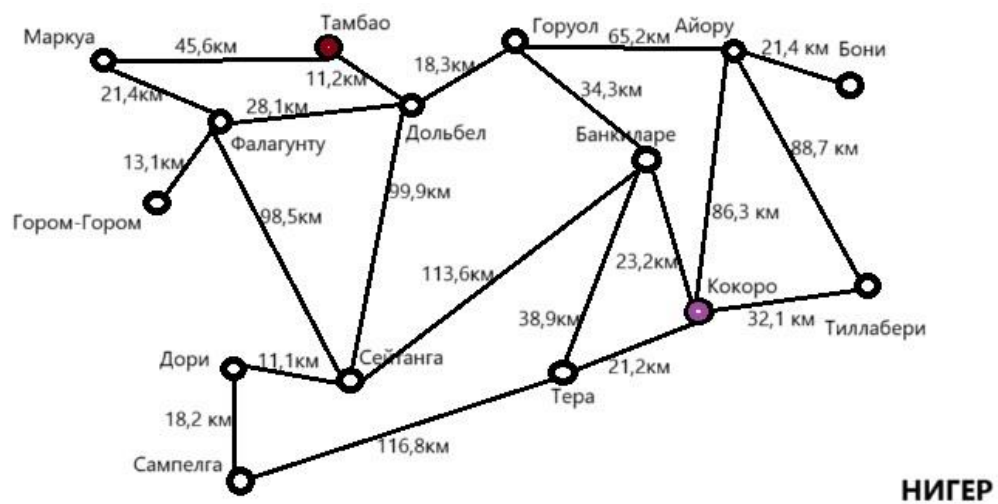 Тамбао
Горуол
Айору
Маркуа
45,6км
65,2км
21,4 км
Бони
11,2км
18,3км
21,4км
28,1км
34,3км
Фалагунту
Дольбел
Банкиларе
13,1км
88,7 км
99,9км
Гором-Гором
98,5км
86,3 км
113,6км
23,2км
Кокоро
38,9км
32,1 км
Тиллабери
Дори
11,1км
Сейтанга
21,2км
Тера
18,2 км
116,8км
Сампелга
НИГЕР